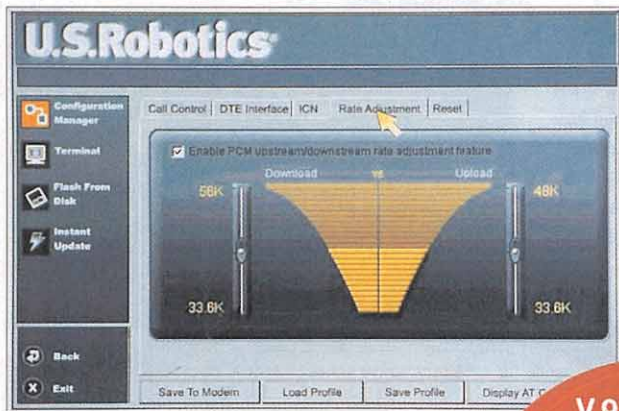 U.S.Robotics
Configuration
Manager
Terminal
Flash From
Disk
Instant
Update
Back
Exit
Call Control
DTE Interface
ICN
Rate Adjustment
Reset
Enable PCM upstream/downstream rate adjustment feature
Download
vs
Upload
56K
48K
33.6K
33.6K
Save To Modem
Load Profile
Save Profile
Display AT
V.9